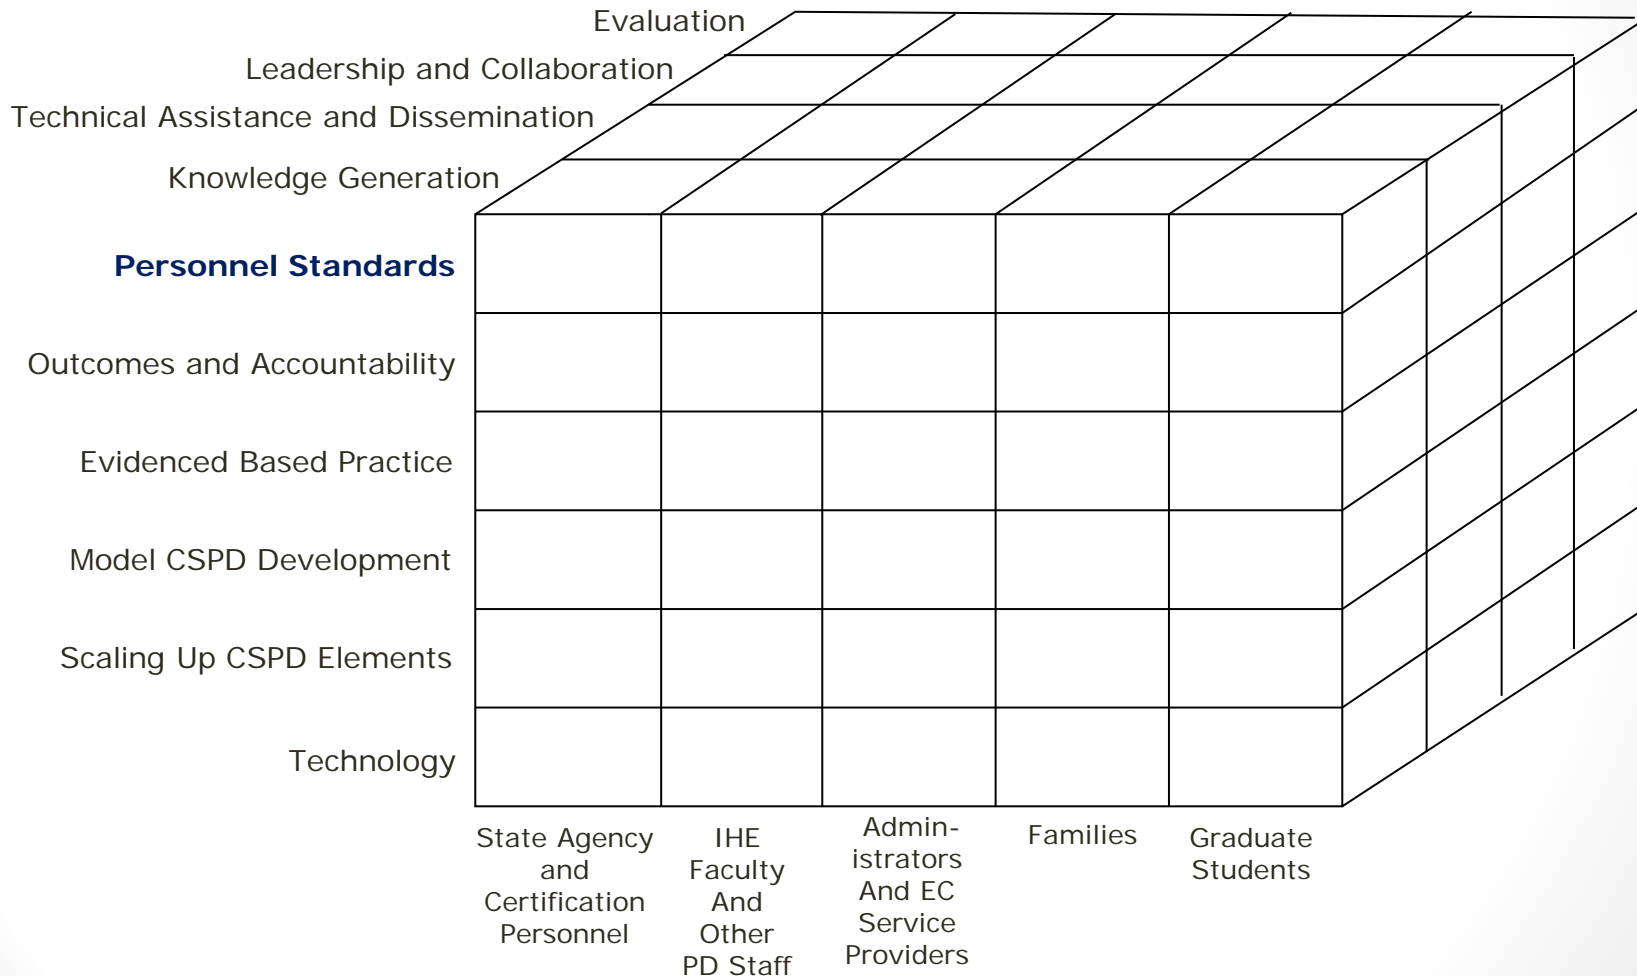 Evaluation
Leadership and Collaboration
Technical Assistance and Dissemination
Knowledge Generation
Personnel Standards
Outcomes and Accountability
Evidenced Based Practice
Model CSPD Development
Scaling Up CSPD Elements
Technology
State Agency
and
Certification
Personnel
IHE
Faculty
And
Other
PD Staff
Admin-
istrators
And EC
Service
Providers
Families
Graduate
Students